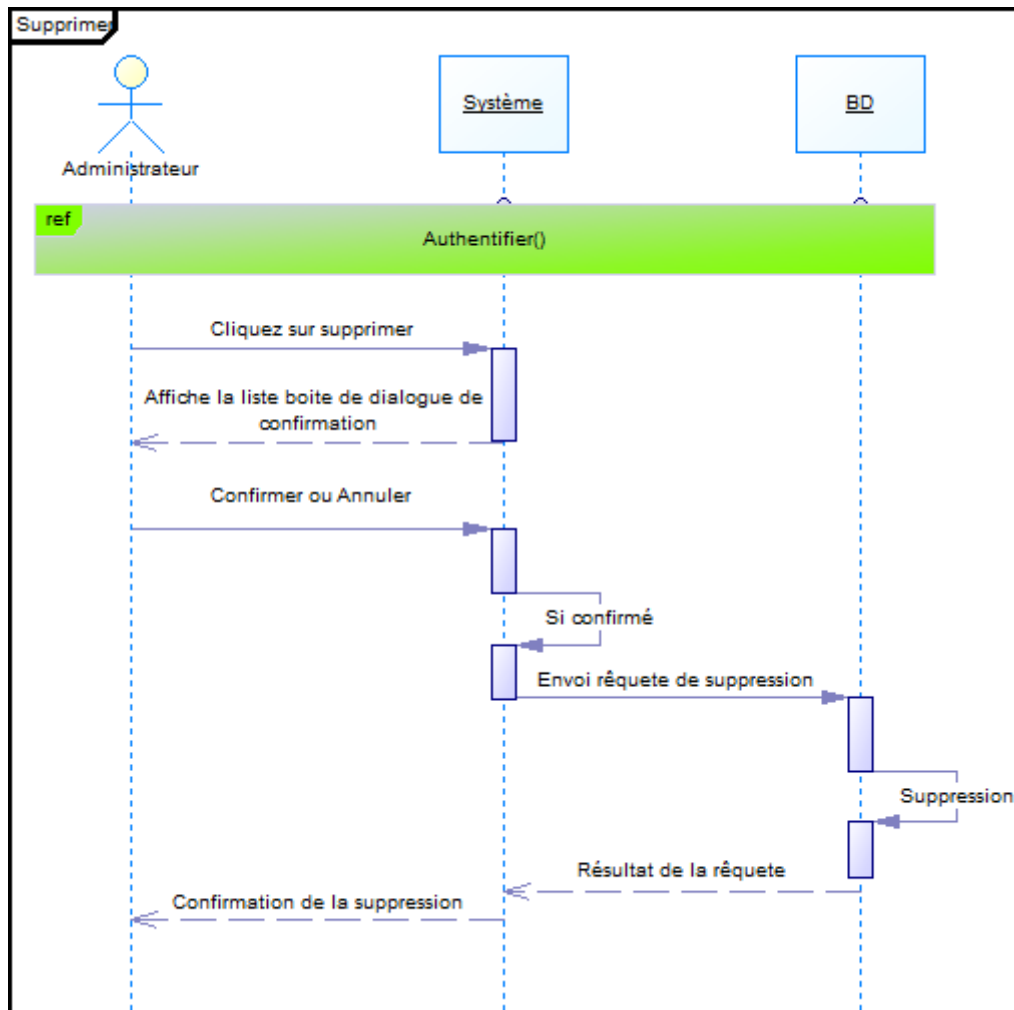 Supprimer
Système
BD
Administrateur
ref
Authentifier()
Cliquez sur supprimer
Affiche la liste boite de dialogue de
confirmation
Confirmer ou Annuler
Si confirmé
Envoi rêquete de suppression
Suppression
Résultat de la rêquete
Confirmation de la suppression